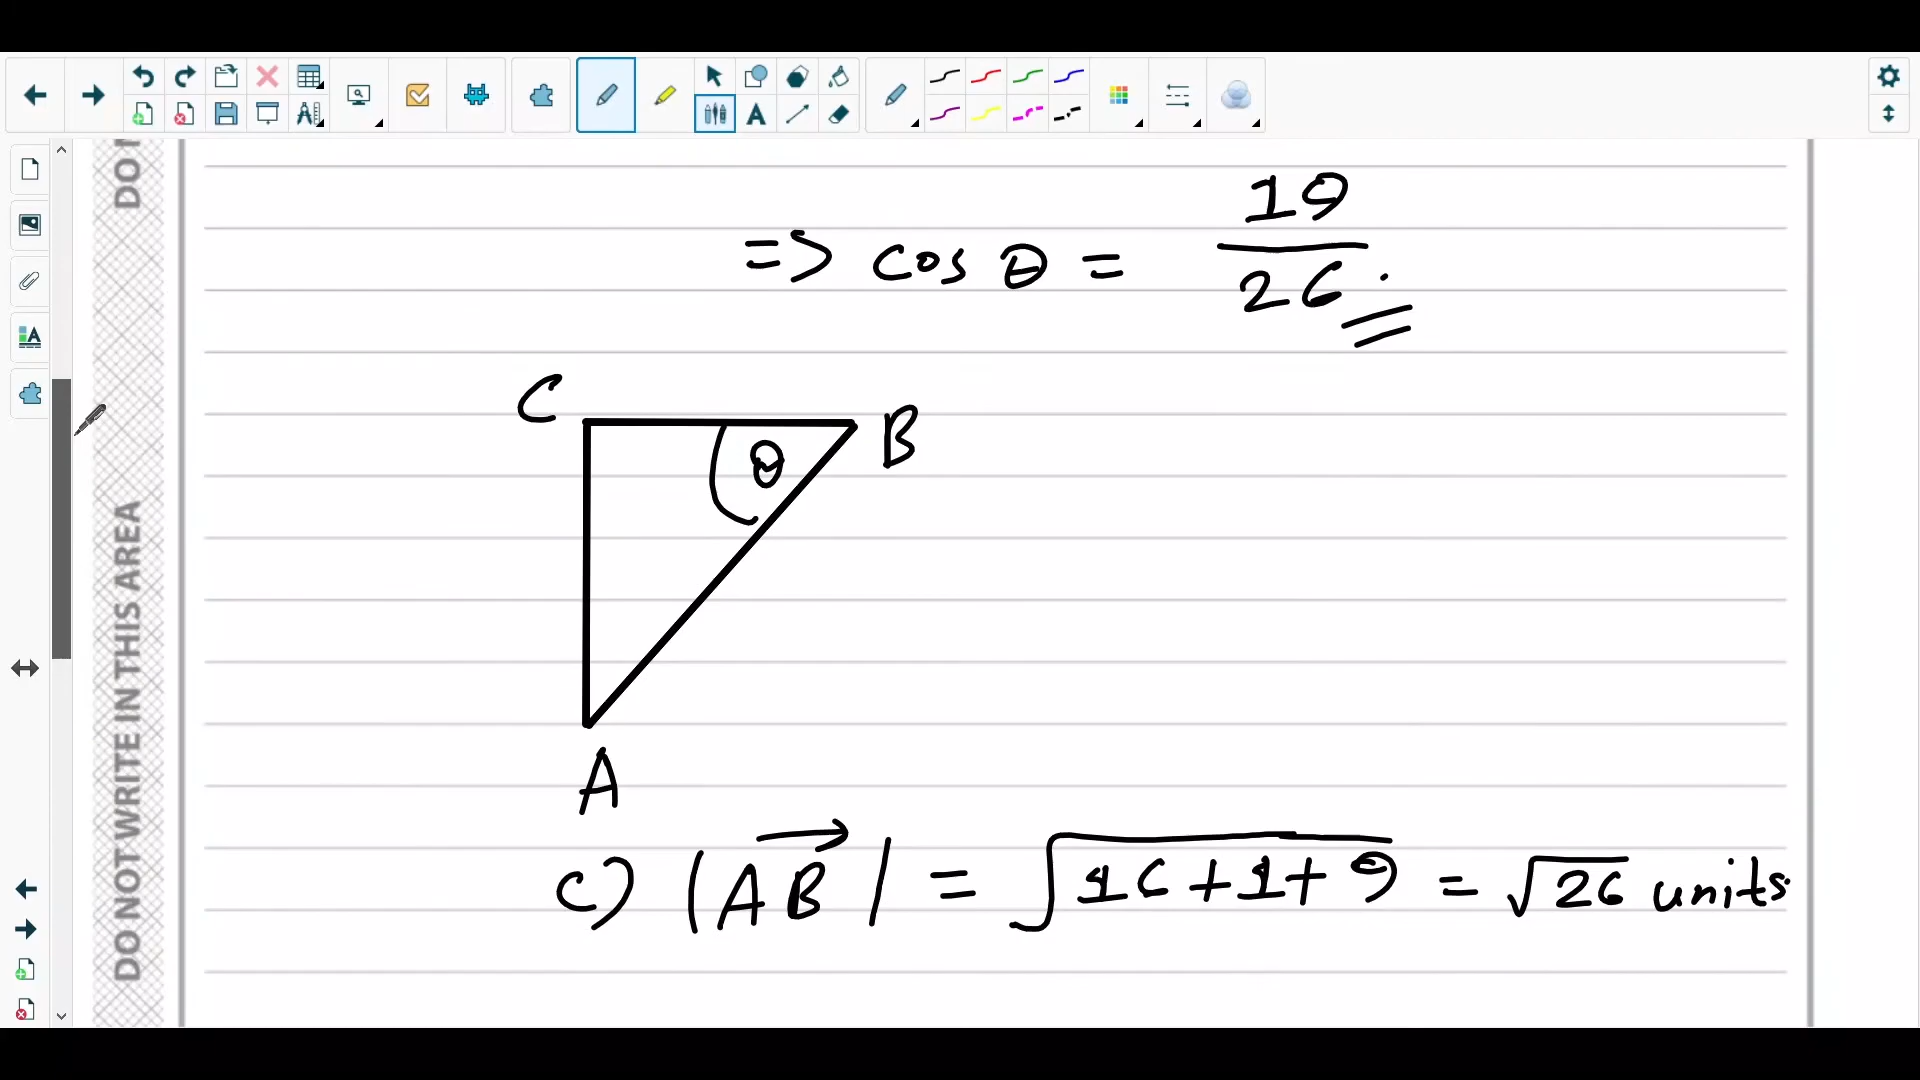 DO N
DO NOT WRITE IN THIS AREA
=> cos θ = 19/26.
C
B
θ
A
c) |AB| = √16+1+9 = √26 units.